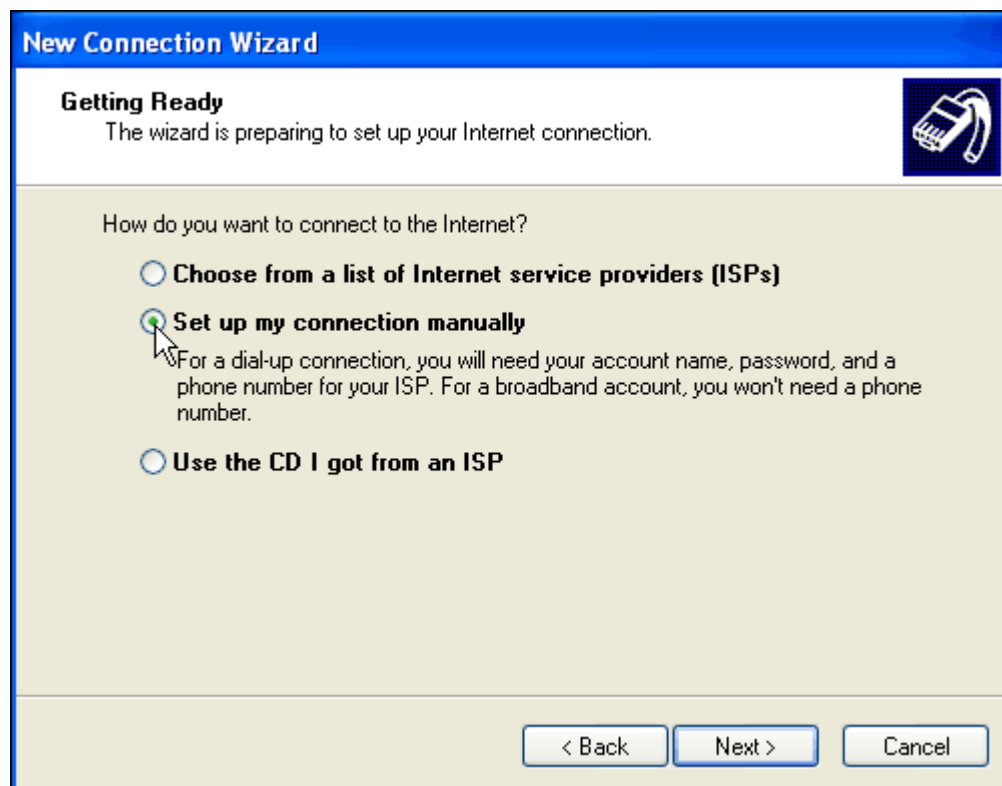 New Connection Wizard
Getting Ready
The wizard is preparing to set up your Internet connection.
How do you want to connect to the Internet?
Choose from a list of Internet service providers (ISPs)
Set up my connection manually
For a dial-up connection, you will need your account name, password, and a
phone number for your ISP. For a broadband account, you won't need a phone
number.
Use the CD I got from an ISP
< Back Next > Cancel